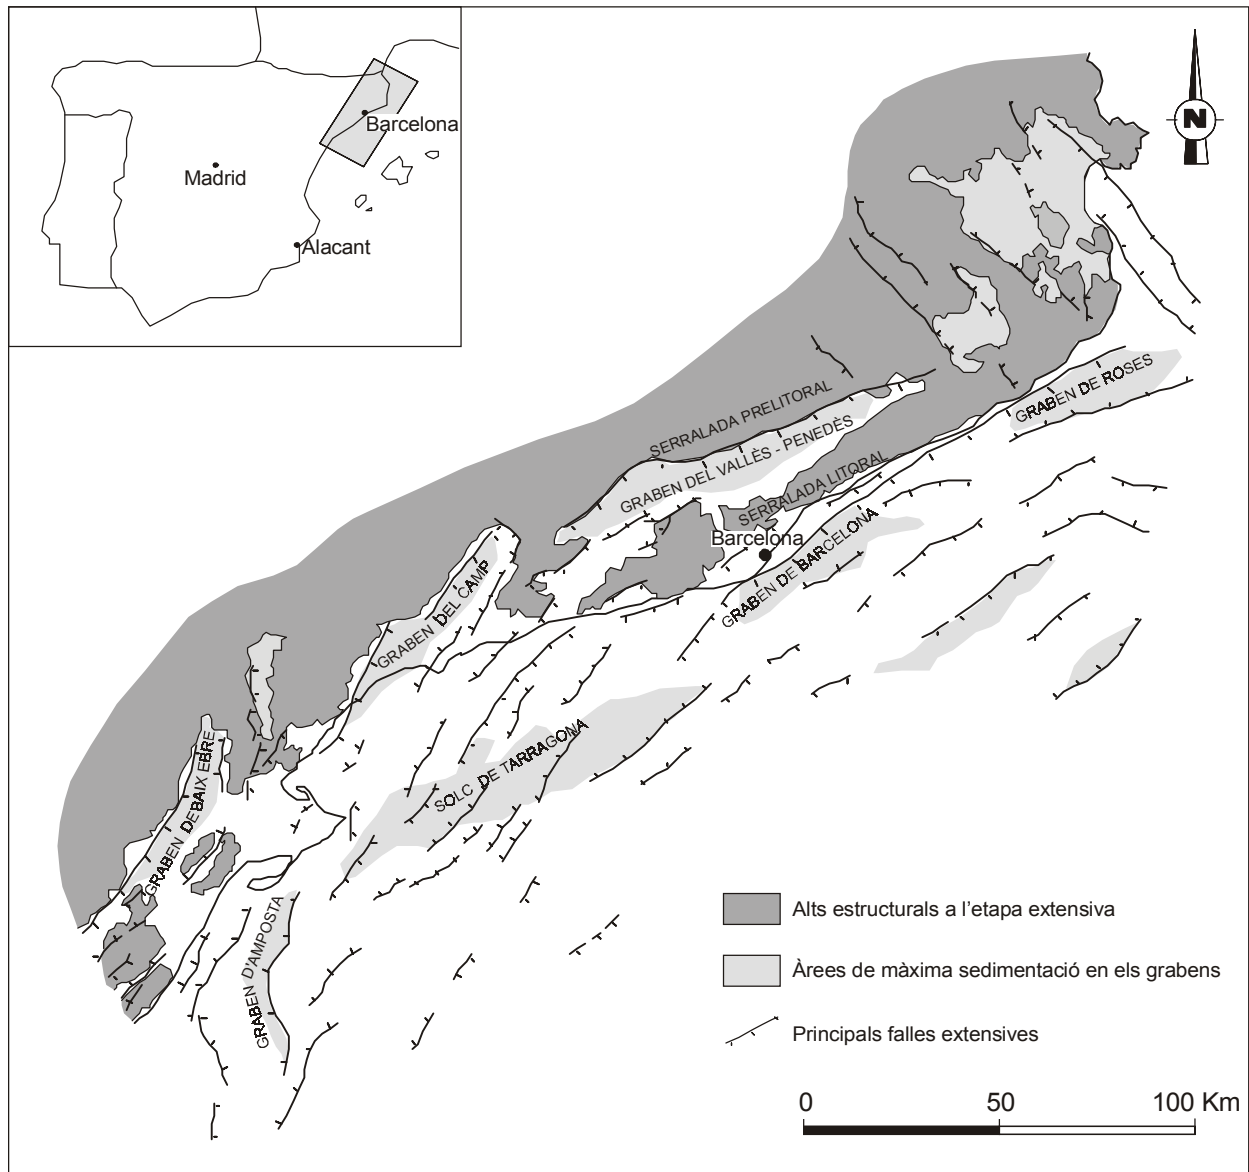 Barcelona
Madrid
Alacant
N
GRABEN DE ROSES
SERRALADA PRELITORAL
GRABEN DEL VALLÈS - PENEDÈS
SERRALADA LITORAL
Barcelona
GRABEN DE BARCELONA
GRABEN DEL CAMP
SOLC DE TARRAGONA
GRABEN DEBAIX EBRE
GRABEN D'AMPOSTA
Alts estructurals a l'etapa extensiva
Àrees de màxima sedimentació en els grabens
Principals falles extensives
0 50 100 Km